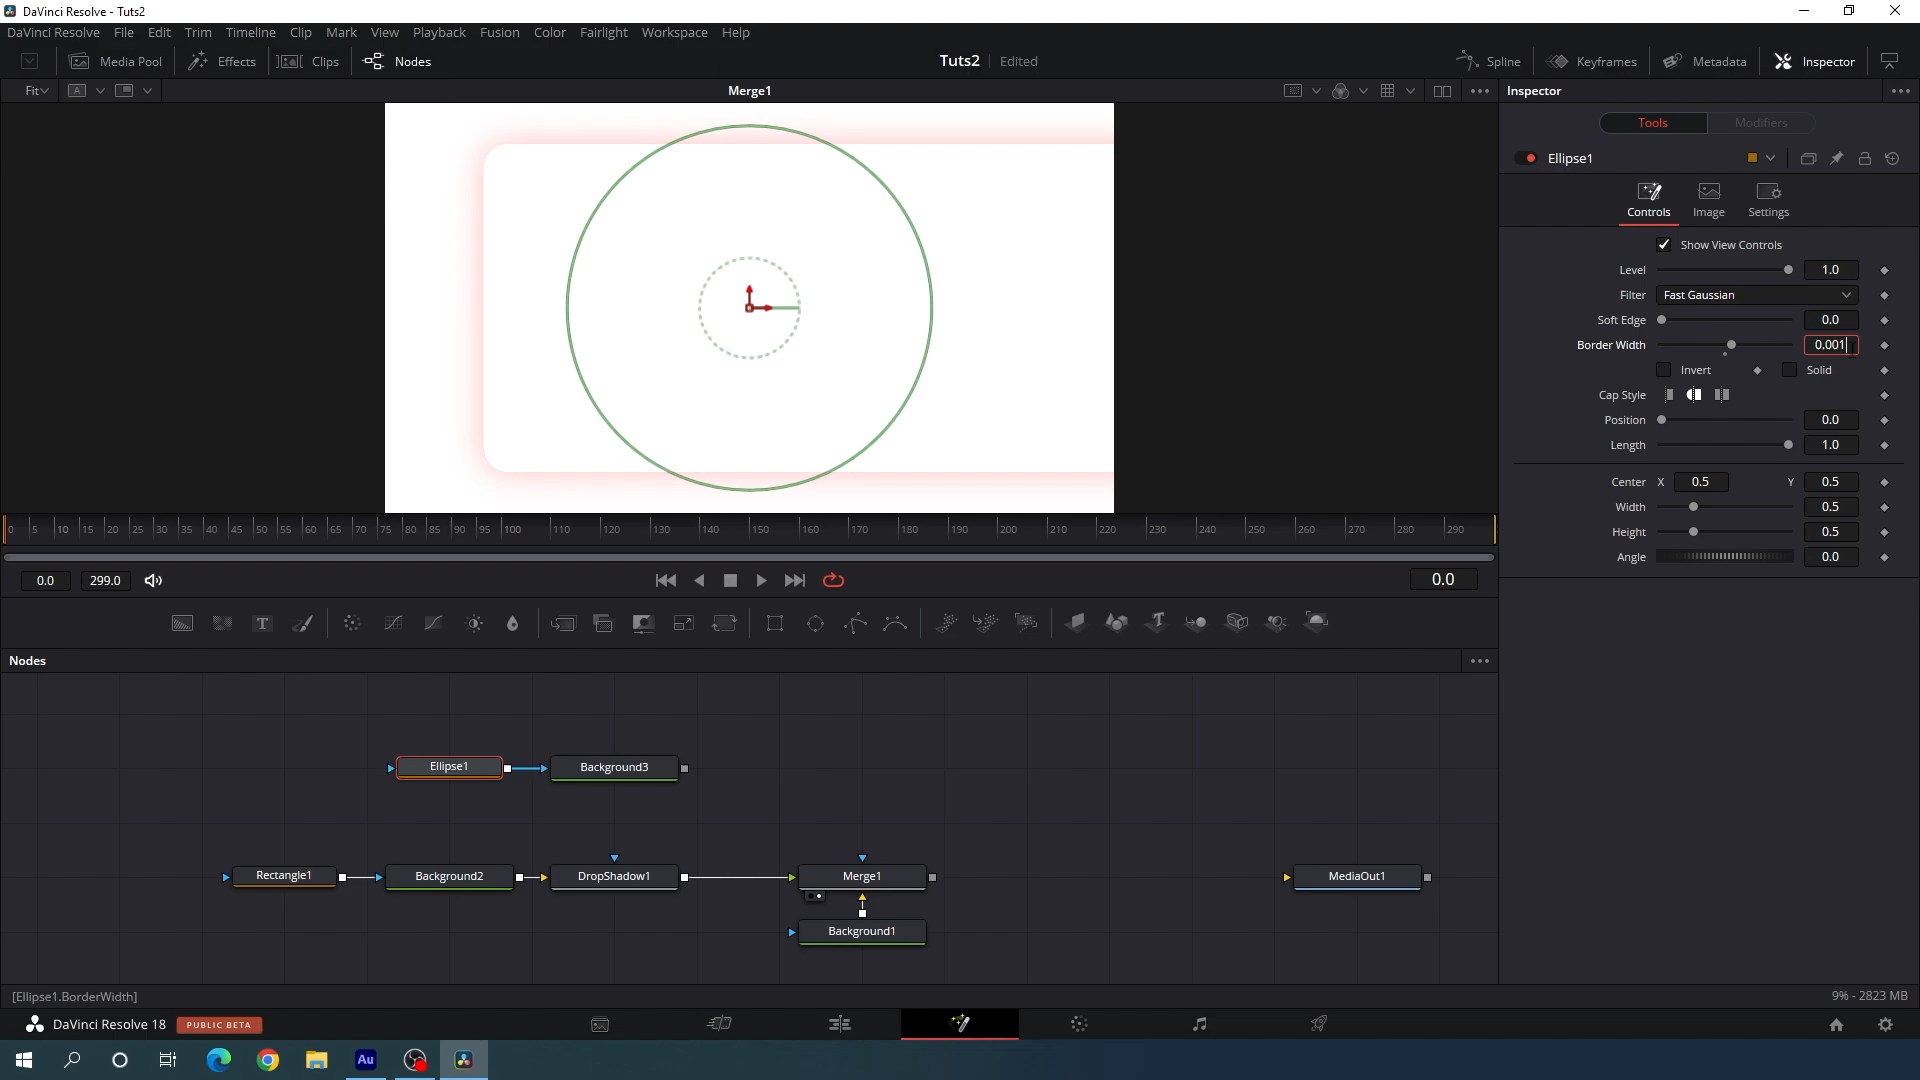 DaVinci Resolve - Tuts2
DaVinci Resolve File Edit Trim Timeline Clip Mark View Playback Fusion Color Fairlight Workspace Help
Media Pool Effects Clips Nodes Tuts2 Edited Spline Keyframes Metadata Inspector
Fit A Merge1 Inspector
Tools Modifiers
Ellipse1
Controls Image Settings
Show View Controls
Level 1.0
Filter Fast Gaussian
Soft Edge 0.0
Border Width 0.001
Invert Solid
Cap Style
Position 0.0
Length 1.0
Center X 0.5 Y 0.5
Width 0.5
Height 0.5
Angle 0.0
0 5 10 15 20 25 30 35 40 45 50 55 60 65 70 75 80 85 90 95 100 110 120 130 140 150 160 170 180 190 200 210 220 230 240 250 260 270 280 290
0.0 299.0 0.0
T T
Nodes
Ellipse1 Background3
Rectangle1 Background2 DropShadow1 Merge1 MediaOut1
Background1
[Ellipse1.BorderWidth] 9% - 2823 MB
DaVinci Resolve 18 PUBLIC BETA
Au